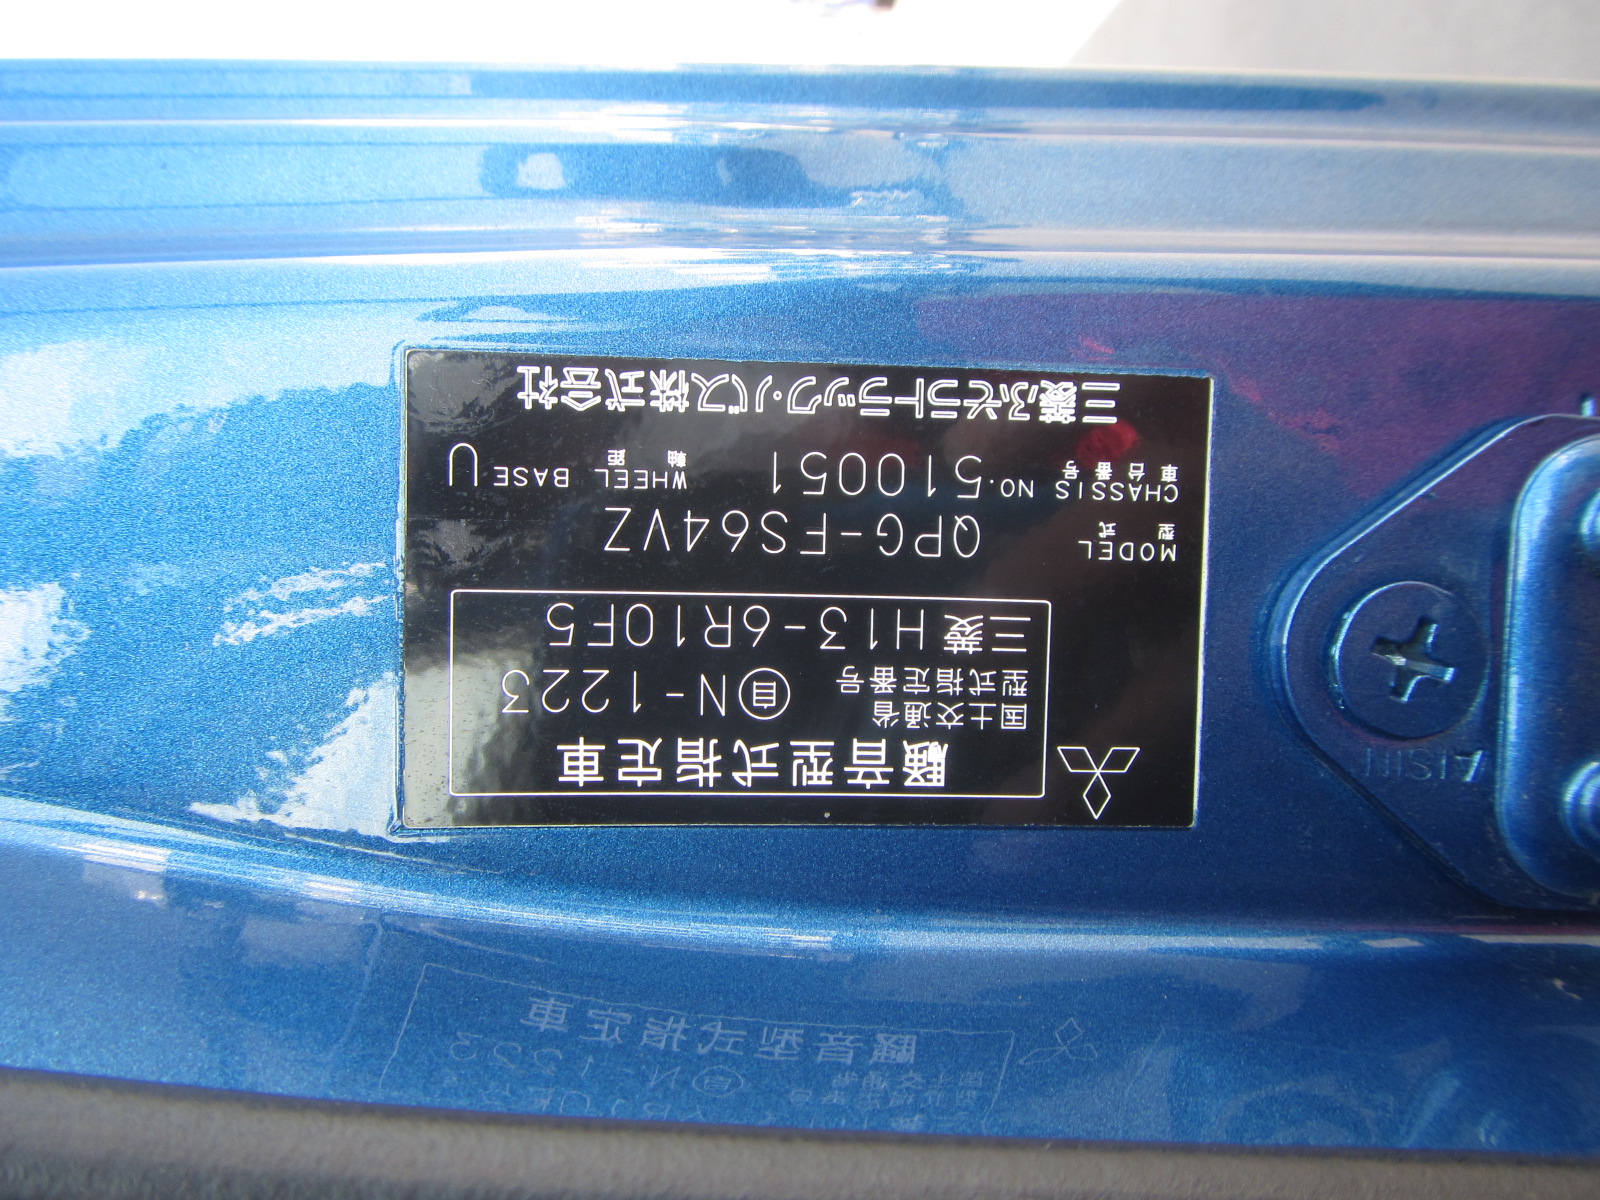 騒音型式指定車
国土交通省
型式指定番号 自N-1223
三菱 H13-6R10F5
MODEL 型式 QPG-FS64VZ
CHASSIS NO. 車台番号 510051 WHEEL BASE 軸距 U
三菱ふそうトラック・バス株式会社
AISIN